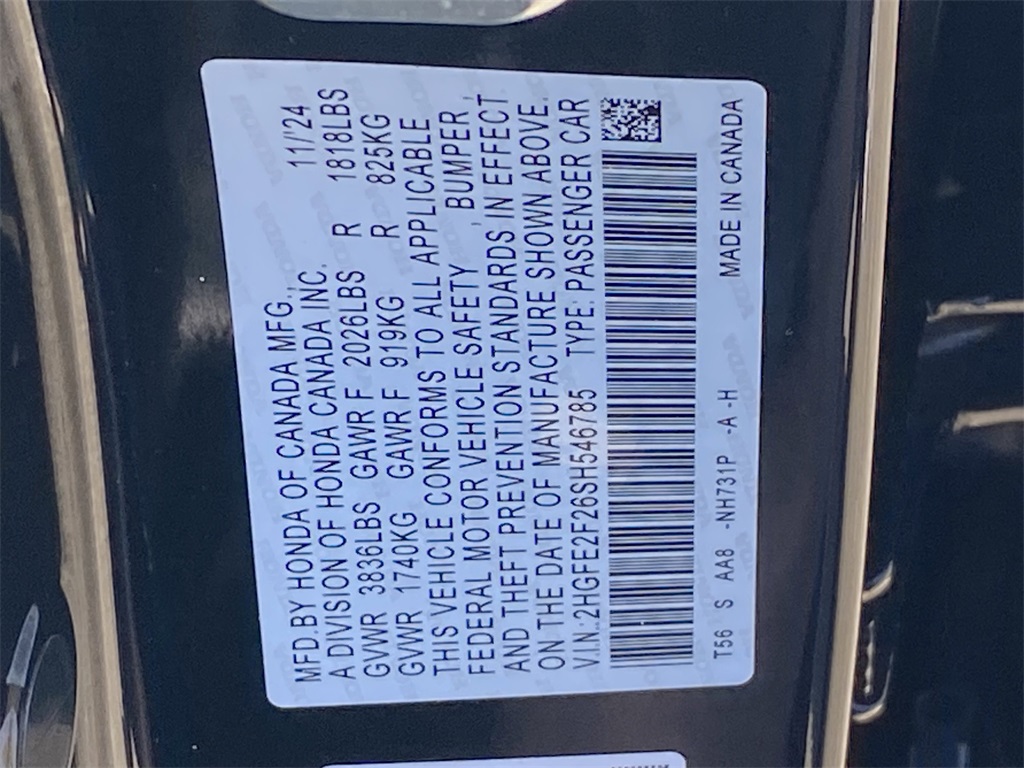 MFD.BY HONDA OF CANADA MFG., 11/'24
A DIVISION OF HONDA CANADA INC.
GVWR 3836LBS GAWR F 2026LBS R 1818LBS
GVWR 1740KG GAWR F 919KG R 825KG
THIS VEHICLE CONFORMS TO ALL APPLICABLE
FEDERAL MOTOR VEHICLE SAFETY , BUMPER,
AND THEFT PREVENTION STANDARDS IN EFFECT
ON THE DATE OF MANUFACTURE SHOWN ABOVE.
V.I.N.:2HGFE2F26SH546785 TYPE: PASSENGER CAR
T56 S AA8 -NH731P -A -H MADE IN CANADA